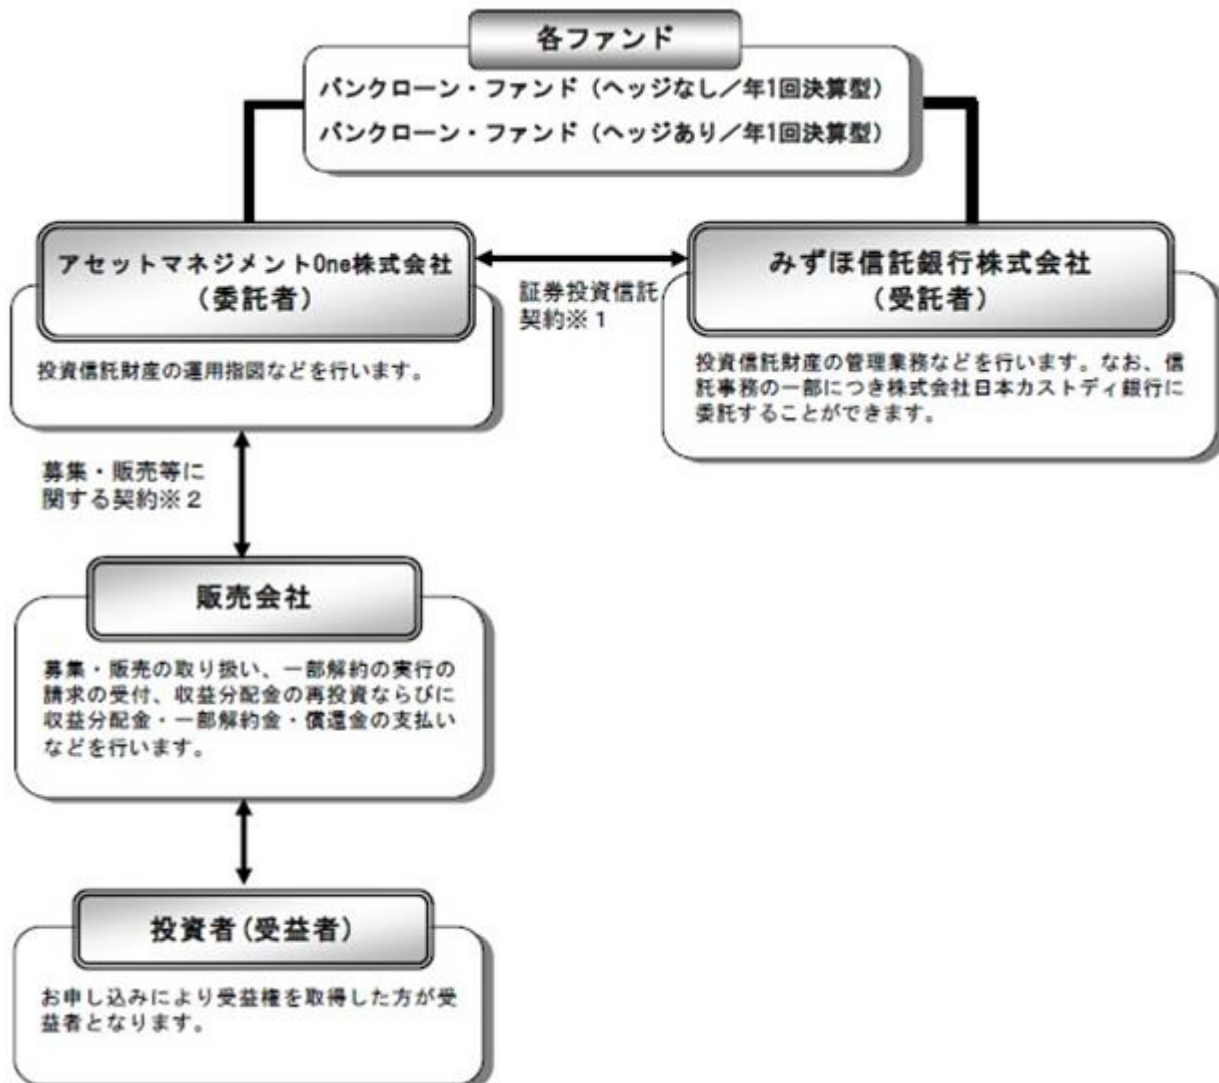 各ファンド
バンクローン・ファンド（ヘッジなし／年1回決算型）
バンクローン・ファンド（ヘッジあり／年1回決算型）
アセットマネジメントOne株式会社
（委託者）
投資信託財産の運用指図などを行います。
証券投資信託
契約※１
みずほ信託銀行株式会社
（受託者）
投資信託財産の管理業務などを行います。なお、信
託事務の一部につき株式会社日本カストディ銀行に
委託することができます。
募集・販売等に
関する契約※２
販売会社
募集・販売の取り扱い、一部解約の実行の
請求の受付、収益分配金の再投資ならびに
収益分配金・一部解約金・償還金の支払い
などを行います。
投資者(受益者)
お申し込みにより受益権を取得した方が受
益者となります。